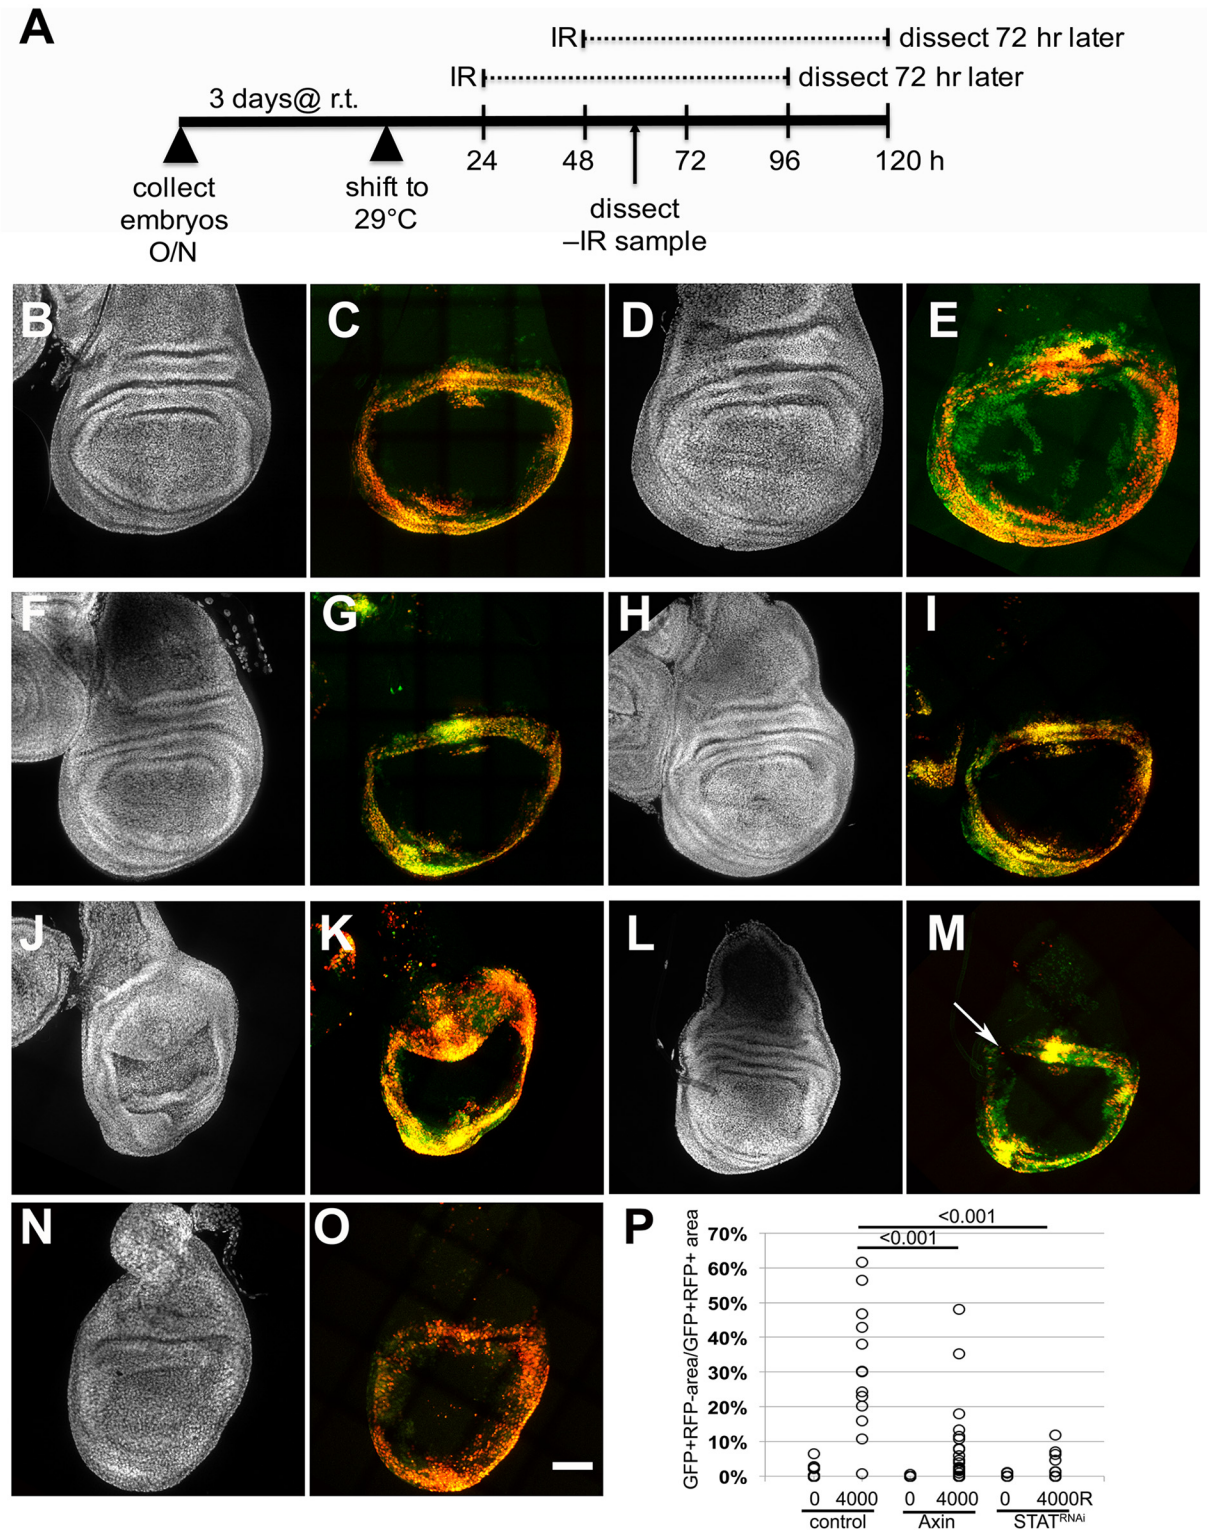 A
IR dissect 72 hr later
IR dissect 72 hr later
3 days@ r.t.
24 48 72 96 120 h
collect
embryos
O/N
shift to
29°C
dissect
–IR sample
B C D E
F G H I
J K L M
N O P
<0.001
<0.001
GFP+RFP-area/GFP+RFP+ area
70%
60%
50%
40%
30%
20%
10%
0%
0 4000 0 4000 0 4000R
control Axin STATRNAi